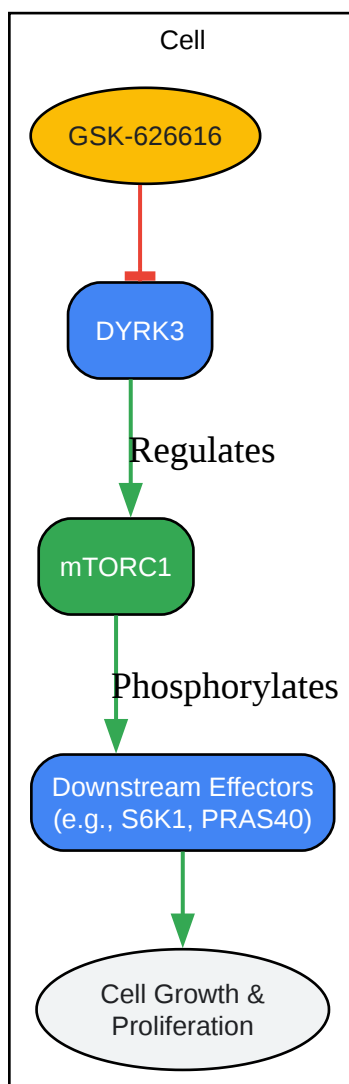 Cell
GSK-626616
DYRK3
Regulates
mTORC1
Phosphorylates
Downstream Effectors
(e.g., S6K1, PRAS40)
Cell Growth &
Proliferation